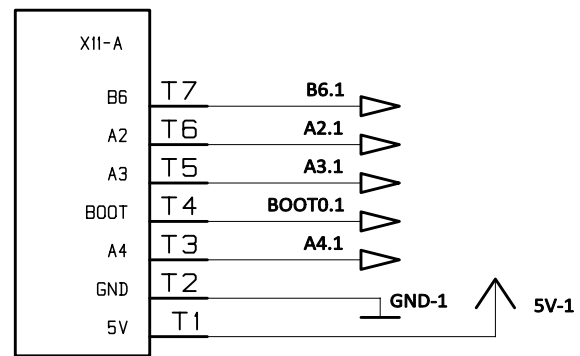 X11-A
B6 T7 B6.1
A2 T6 A2.1
A3 T5 A3.1
BOOT T4 BOOT0.1
A4 T3 A4.1
GND T2 GND-1
5V T1 5V-1